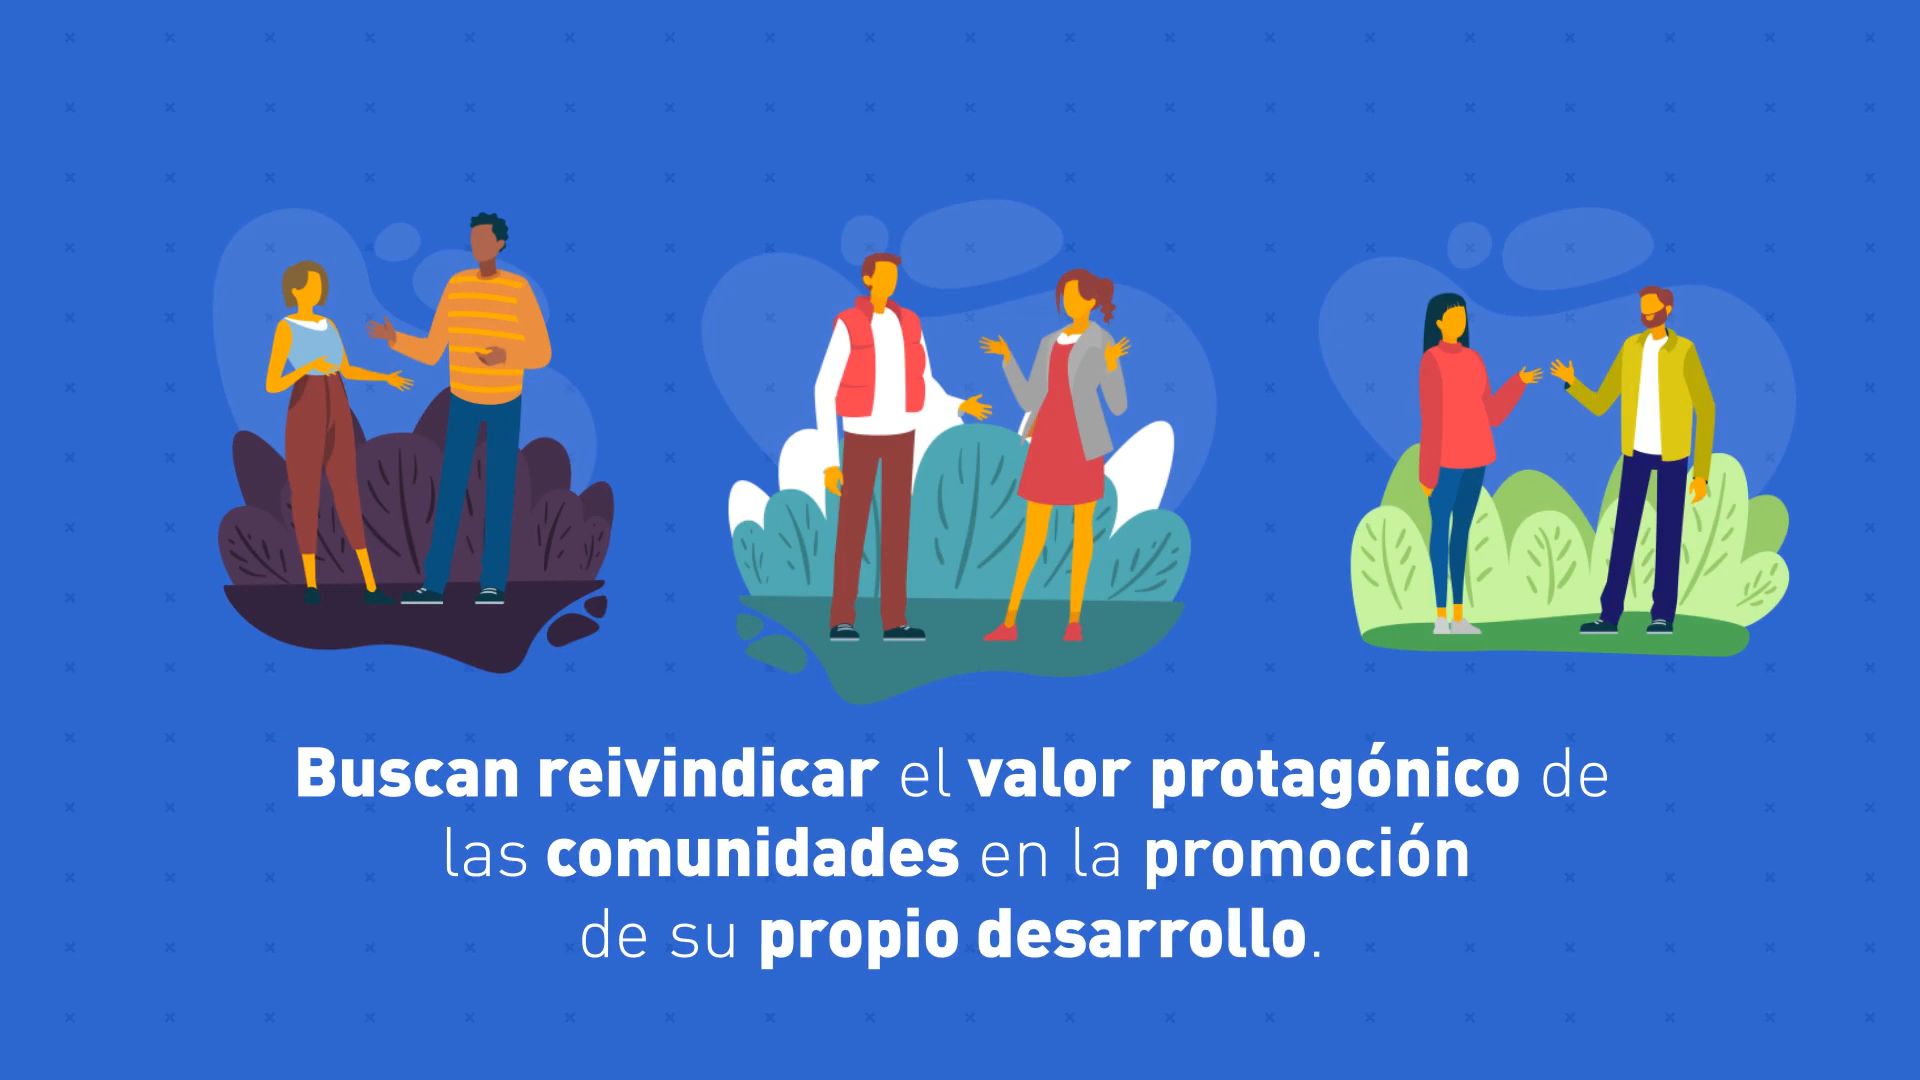 Buscan reivindicar el valor protagónico de
las comunidades en la promoción
de su propio desarrollo.